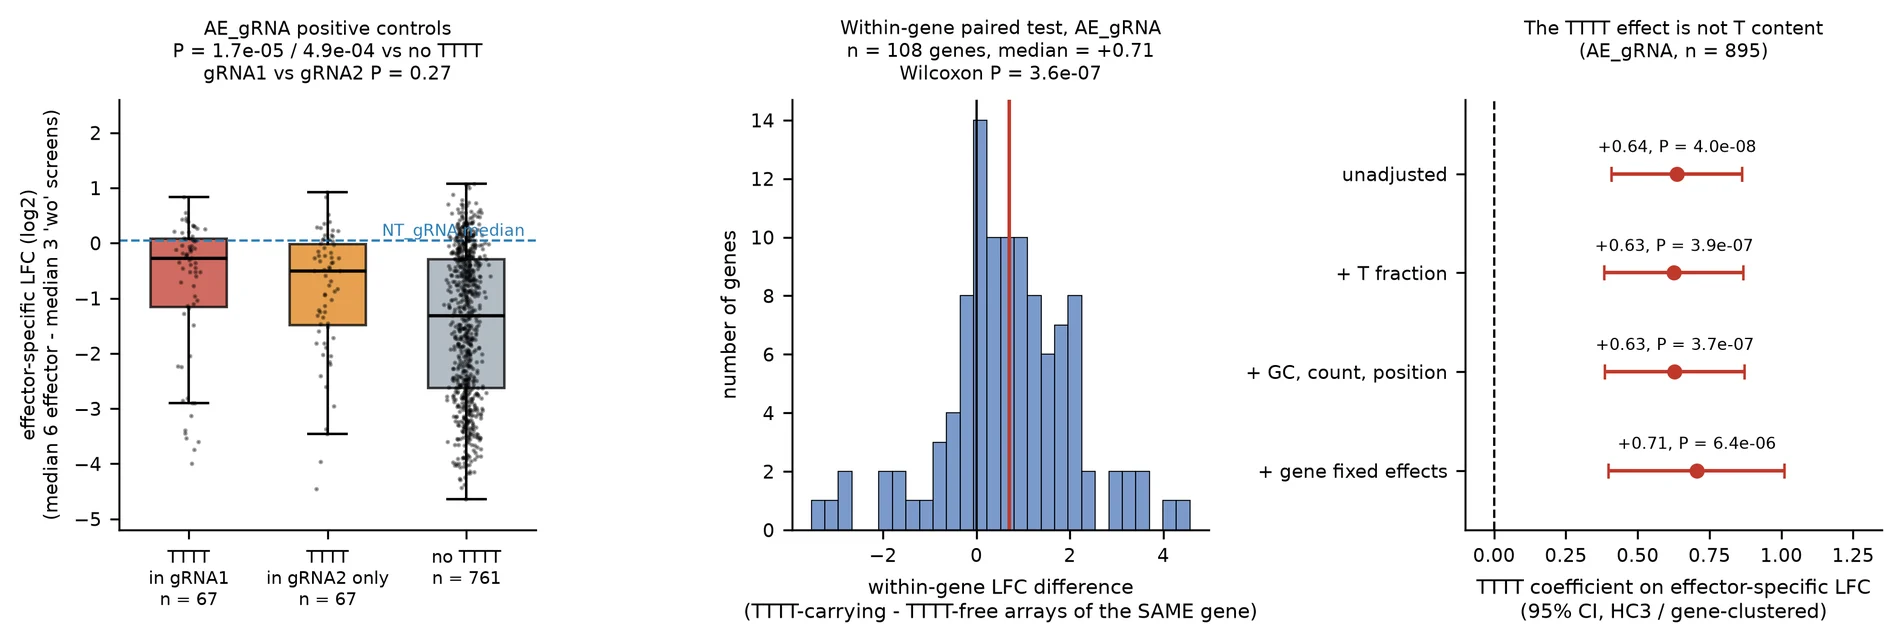 AE_gRNA positive controls
P = 1.7e-05 / 4.9e-04 vs no TTTT
gRNA1 vs gRNA2 P = 0.27
effector-specific LFC (log2)
(median 6 effector - median 3 'wo' screens)
2
1
0
−1
−2
−3
−4
−5
NT_gRNA median
TTTT
in gRNA1
n = 67
TTTT
in gRNA2 only
n = 67
no TTTT
n = 761
Within-gene paired test, AE_gRNA
n = 108 genes, median = +0.71
Wilcoxon P = 3.6e-07
number of genes
14
12
10
8
6
4
2
0
−2
0
2
4
within-gene LFC difference
(TTTT-carrying - TTTT-free arrays of the SAME gene)
The TTTT effect is not T content
(AE_gRNA, n = 895)
unadjusted
+0.64, P = 4.0e-08
+ T fraction
+0.63, P = 3.9e-07
+ GC, count, position
+0.63, P = 3.7e-07
+ gene fixed effects
+0.71, P = 6.4e-06
0.00
0.25
0.50
0.75
1.00
1.25
TTTT coefficient on effector-specific LFC
(95% CI, HC3 / gene-clustered)